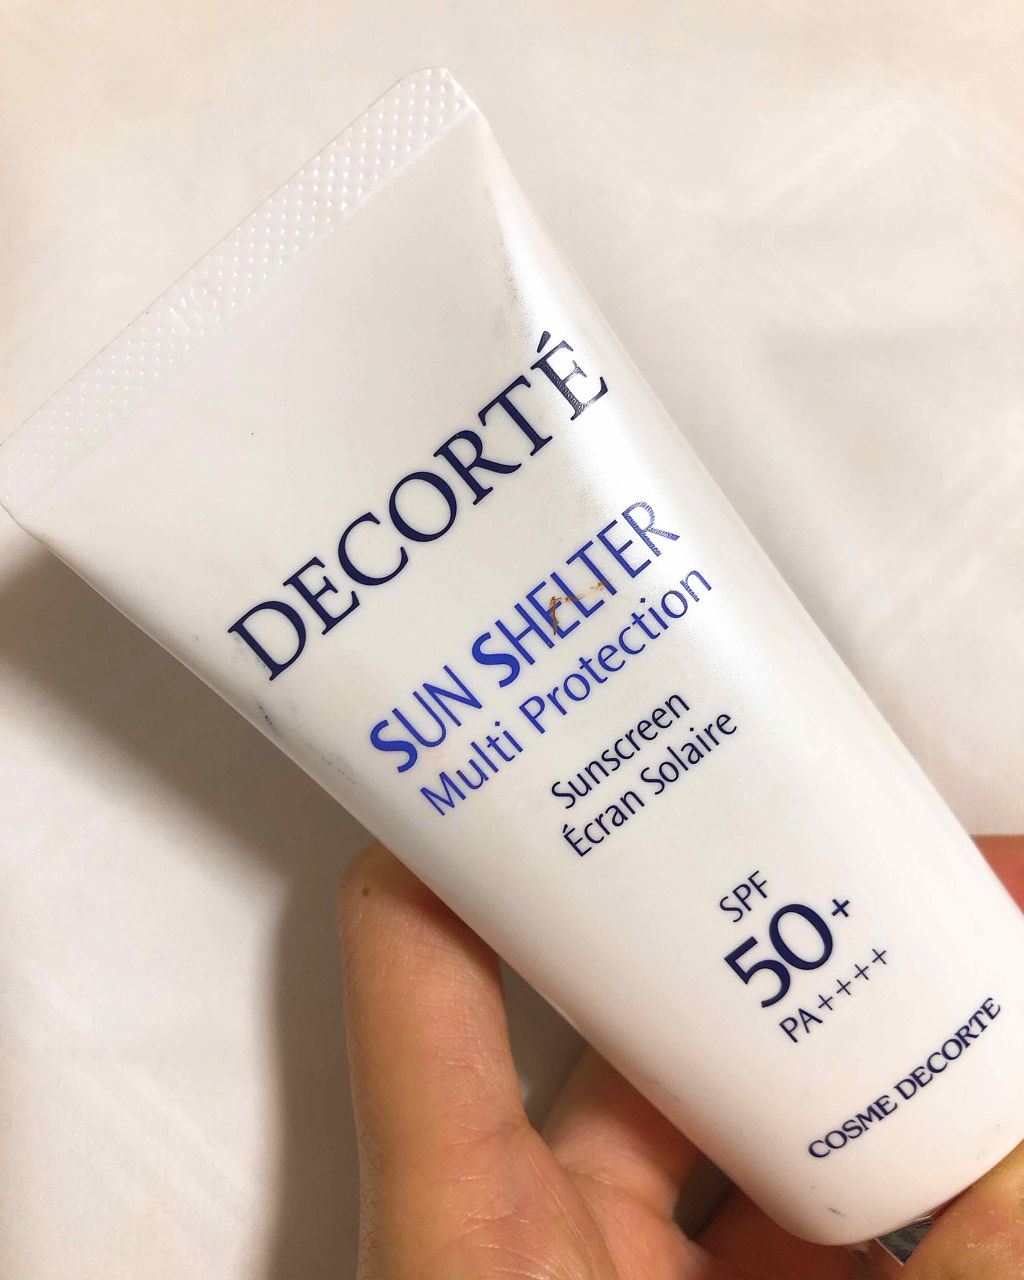 DECORTÉ
SUN SHELTER
Multi Protection
Sunscreen
Écran Solaire
SPF
50+
PA++++
COSME DECORTE